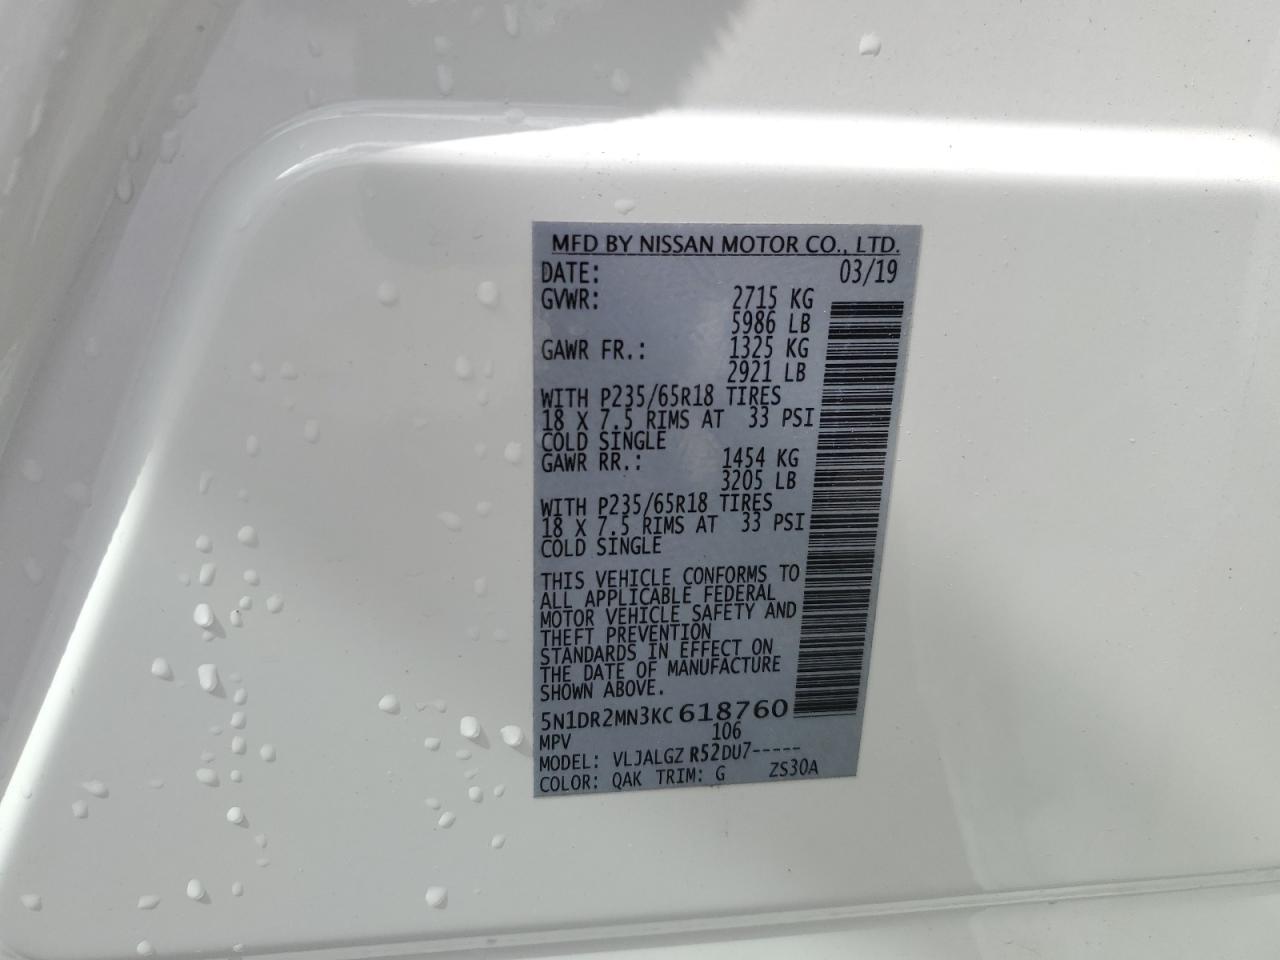 MFD BY NISSAN MOTOR CO., LTD.
DATE: 03/19
GVWR: 2715 KG
5986 LB
GAWR FR.: 1325 KG
2921 LB
WITH P235/65R18 TIRES
18 X 7.5 RIMS AT 33 PSI
COLD SINGLE
GAWR RR.: 1454 KG
3205 LB
WITH P235/65R18 TIRES
18 X 7.5 RIMS AT 33 PSI
COLD SINGLE
THIS VEHICLE CONFORMS TO
ALL APPLICABLE FEDERAL
MOTOR VEHICLE SAFETY AND
THEFT PREVENTION
STANDARDS IN EFFECT ON
THE DATE OF MANUFACTURE
SHOWN ABOVE.
5N1DR2MN3KC618760
MPV 106
MODEL: VLJALGZ R52DU7-----
COLOR: QAK TRIM: G ZS30A